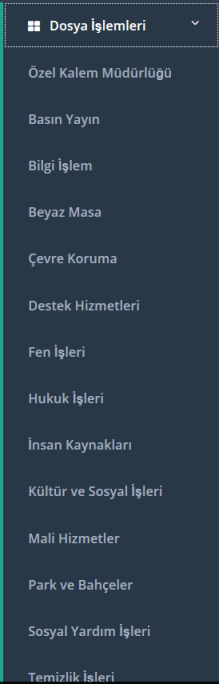 Dosya İşlemleri
Özel Kalem Müdürlüğü
Basın Yayın
Bilgi İşlem
Beyaz Masa
Çevre Koruma
Destek Hizmetleri
Fen İşleri
Hukuk İşleri
İnsan Kaynakları
Kültür ve Sosyal İşleri
Mali Hizmetler
Park ve Bahçeler
Sosyal Yardım İşleri
Temizlik İşleri